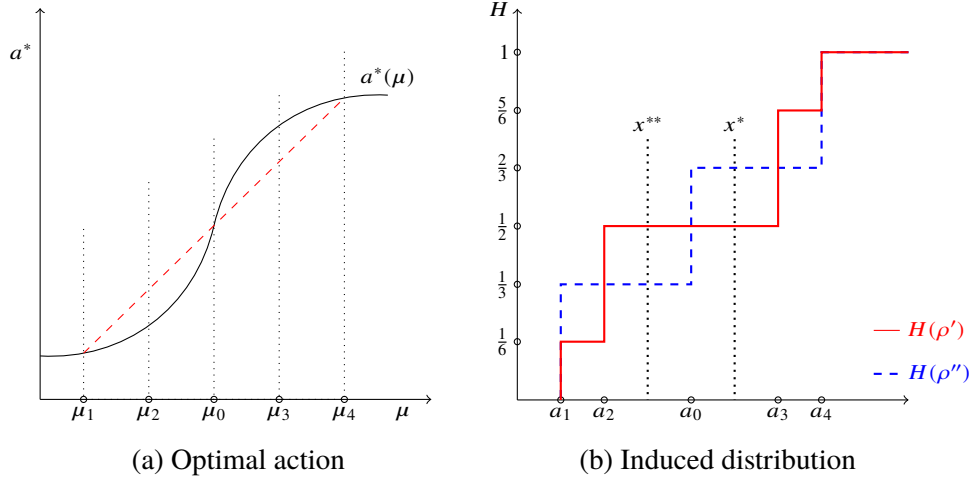 a*
a*(μ)
μ₁ μ₂ μ₀ μ₃ μ₄ μ
(a) Optimal action
H
1
5/6
2/3
1/2
1/3
1/6
x** x*
H(ρ′)
H(ρ″)
a₁ a₂ a₀ a₃ a₄
(b) Induced distribution